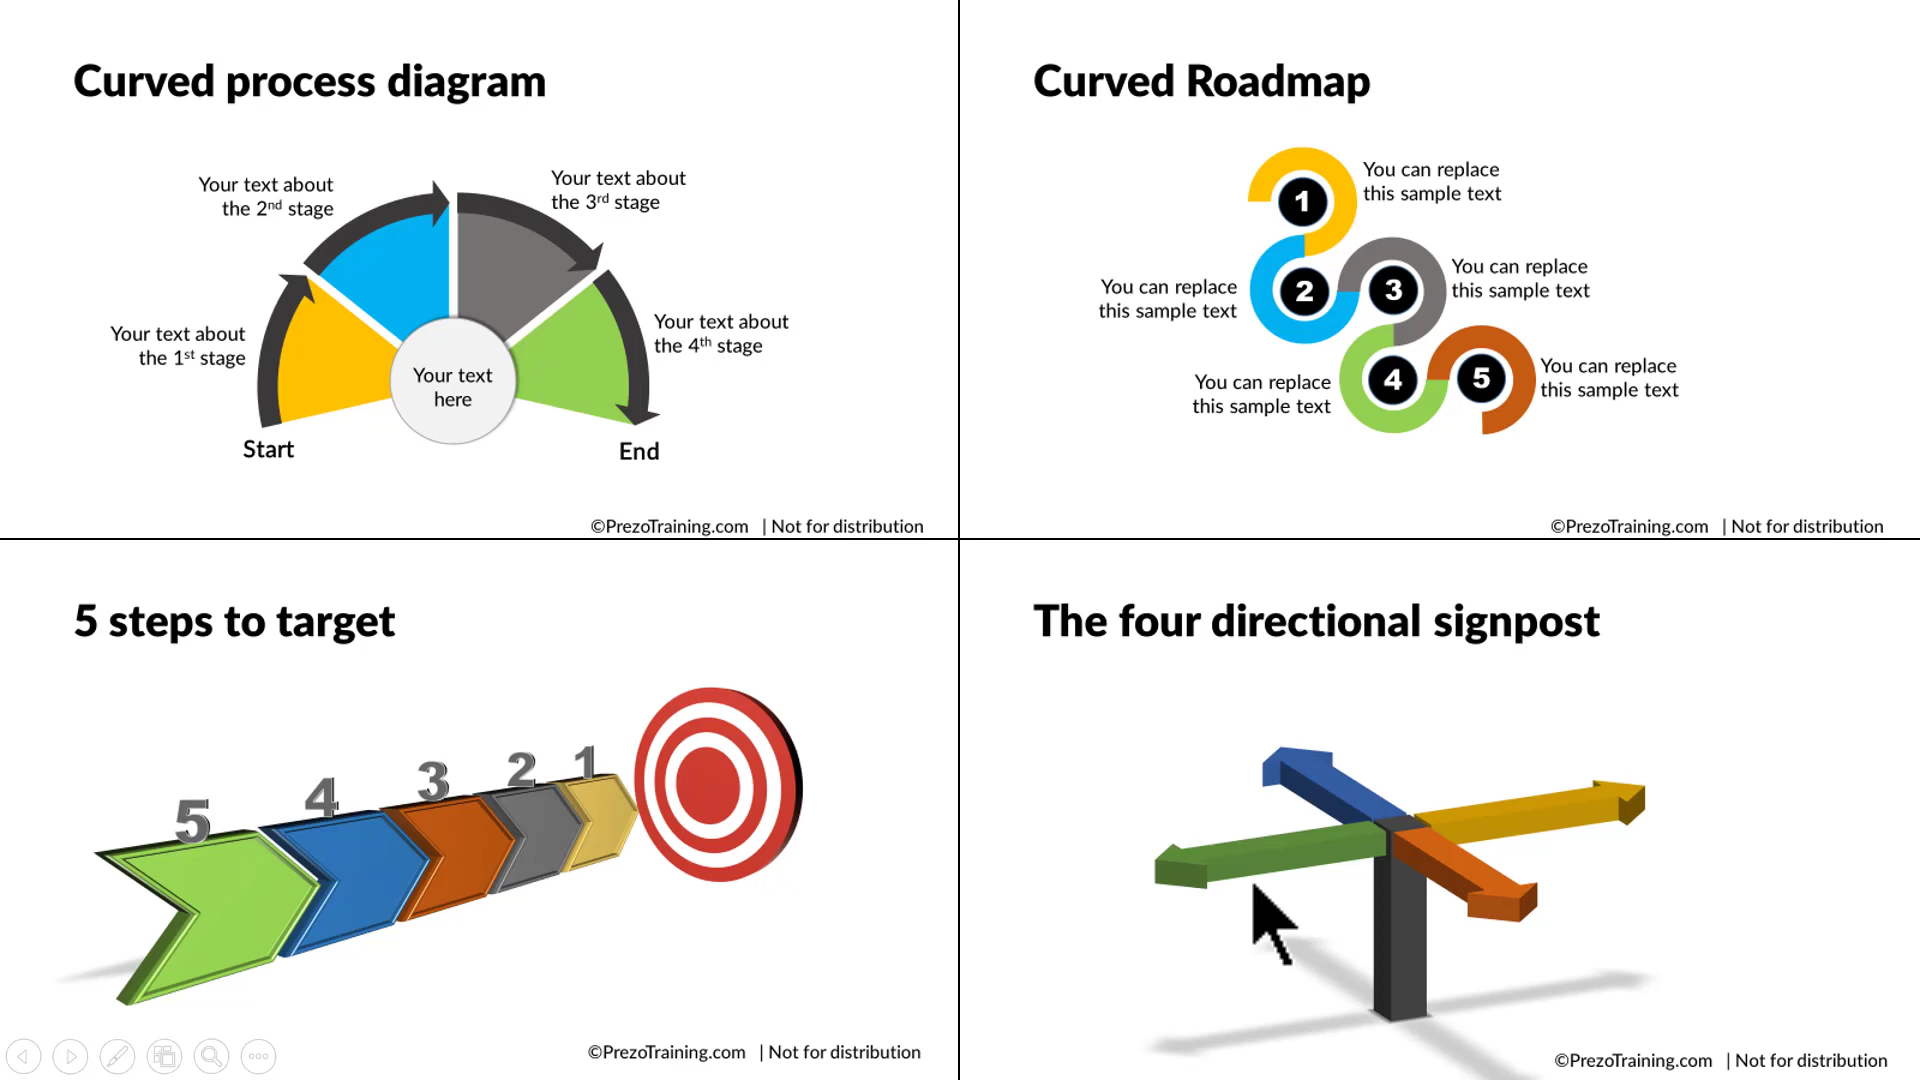 Curved process diagram
Your text about
the 2nd stage
Your text about
the 3rd stage
Your text about
the 1st stage
Your text about
the 4th stage
Your text
here
Start
End
©PrezoTraining.com | Not for distribution
Curved Roadmap
1
You can replace
this sample text
2
You can replace
this sample text
3
You can replace
this sample text
4
You can replace
this sample text
5
You can replace
this sample text
©PrezoTraining.com | Not for distribution
5 steps to target
5 4 3 2 1
©PrezoTraining.com | Not for distribution
The four directional signpost
©PrezoTraining.com | Not for distribution